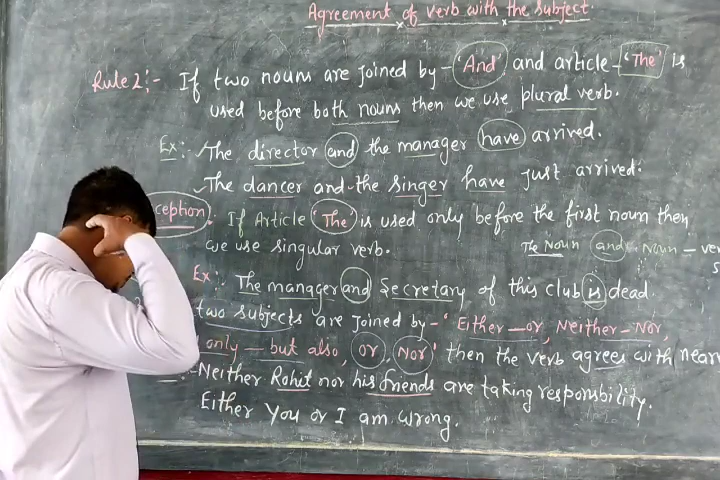 Agreement of verb with the Subject.
Rule 2:- If two nouns are joined by - 'And' and article - 'The' is
used before both nouns then we use plural verb.
Ex:- The director and the manager have arrived.
The dancer and the singer have just arrived.
ception. If Article 'The' is used only before the first noun then
we use singular verb.
The Noun and Noun - ver
Ex:- The manager and Secretary of this club is dead.
two subjects are joined by - 'Either - or, Neither - Nor,
only - but also, or, Nor' then the verb agrees with near
Neither Rohit nor his friends are taking responsbility.
Either You or I am wrong.